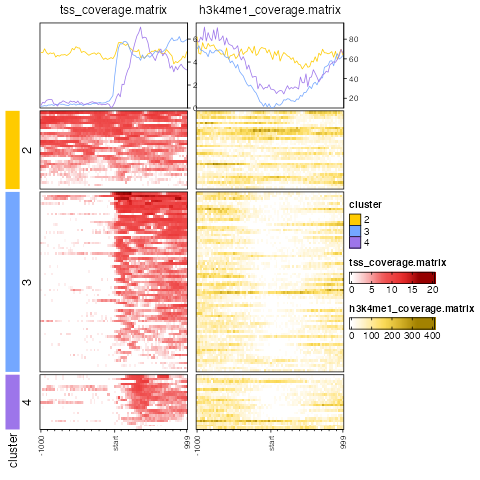 tss_coverage.matrix
h3k4me1_coverage.matrix
6
4
2
0
80
60
40
20
2
3
4
cluster
-1000
start
999
-1000
start
999
cluster
2
3
4
tss_coverage.matrix
0 5 10 15 20
h3k4me1_coverage.matrix
0 100 200 300 400